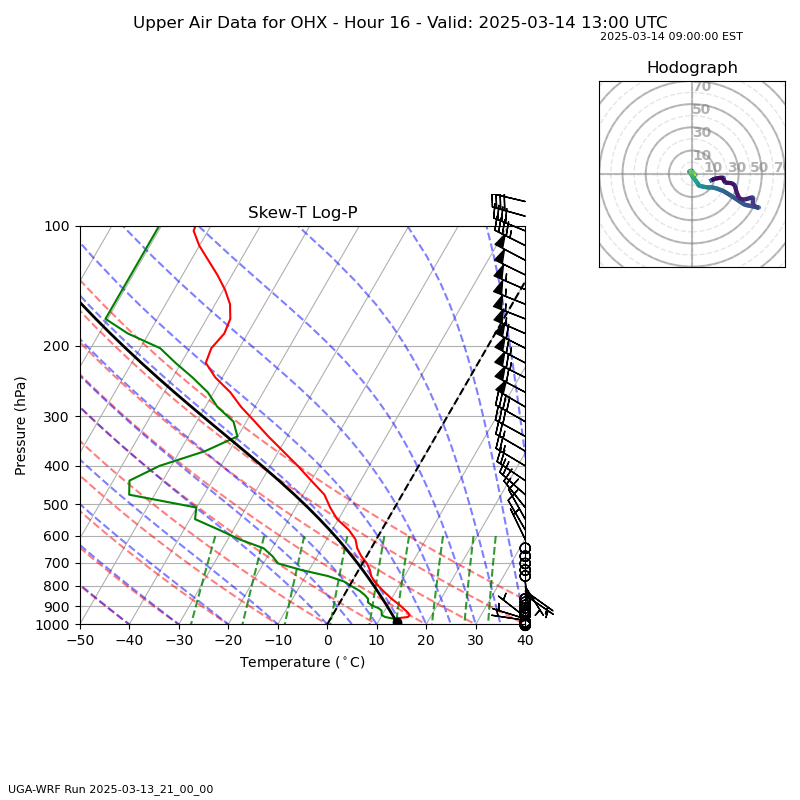 Upper Air Data for OHX - Hour 16 - Valid: 2025-03-14 13:00 UTC
2025-03-14 09:00:00 EST
Hodograph
70
50
30
10
10 30 50 7
Skew-T Log-P
100
200
300
400
500
600
700
800
900
1000
Pressure (hPa)
−50 −40 −30 −20 −10 0 10 20 30 40
Temperature (°C)
UGA-WRF Run 2025-03-13_21_00_00